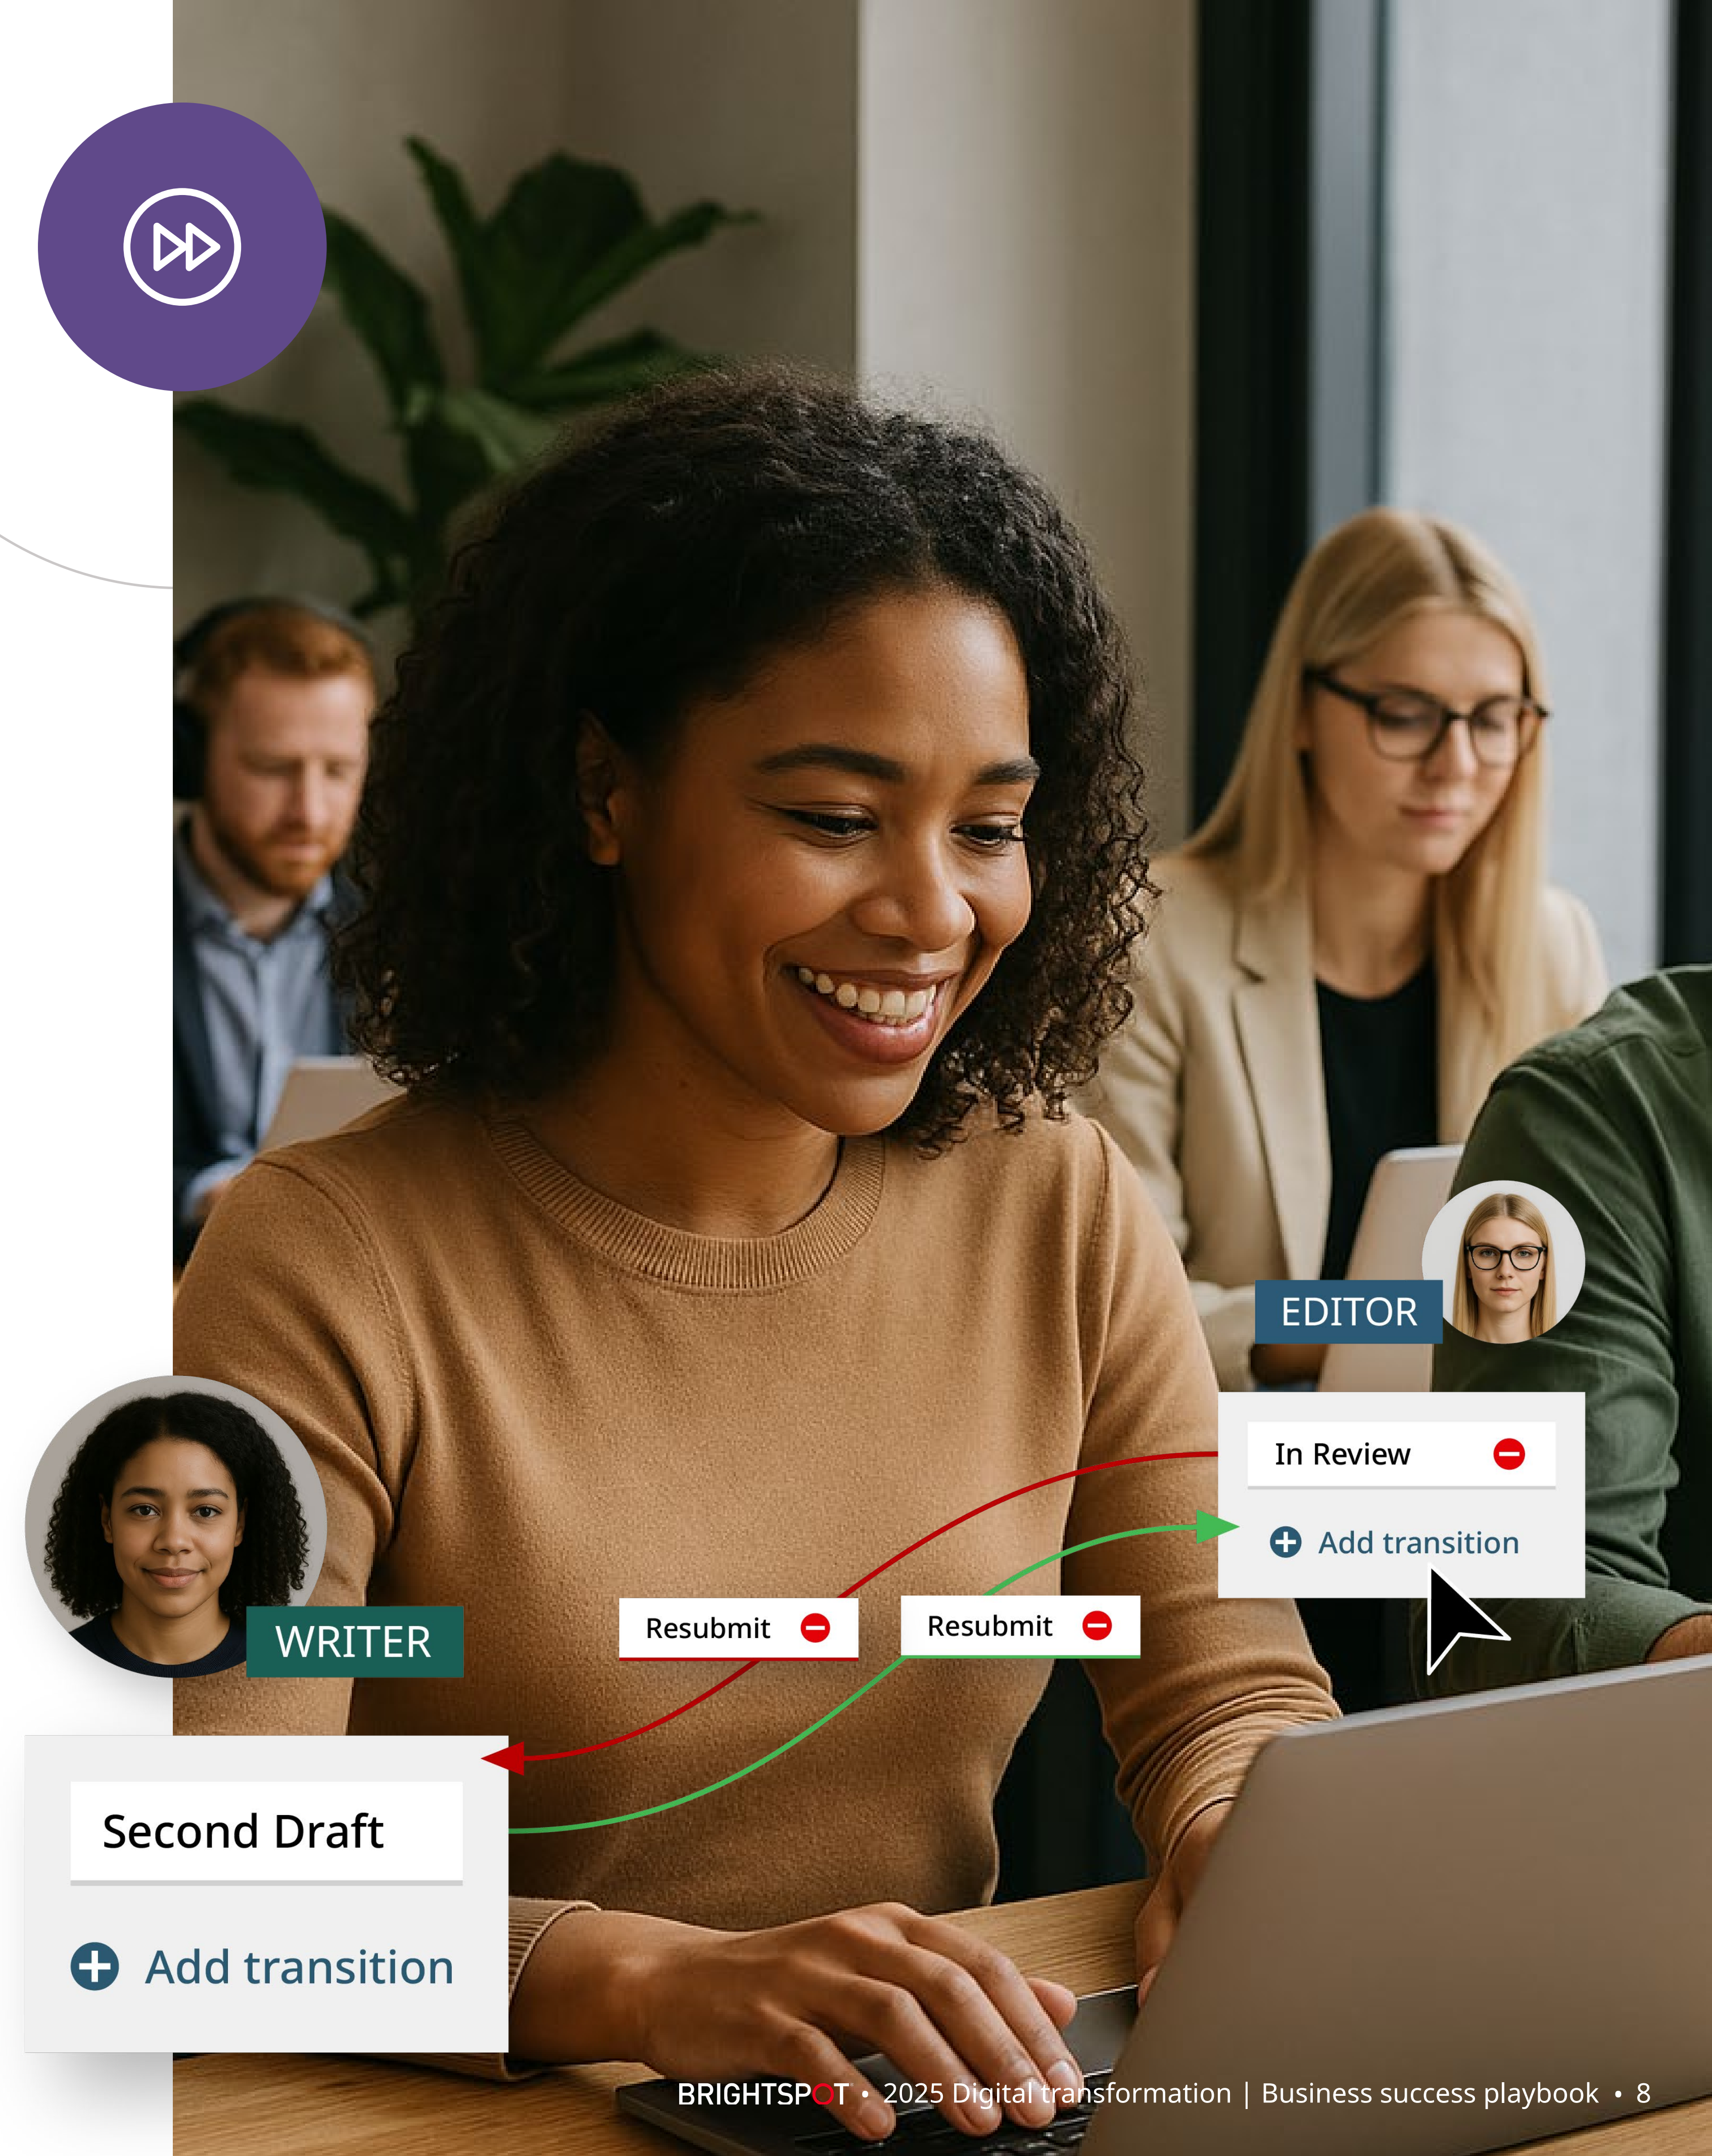 EDITOR
In Review
Add transition
WRITER
Resubmit
Resubmit
Second Draft
Add transition
BRIGHTSPOT • 2025 Digital transformation | Business success playbook • 8